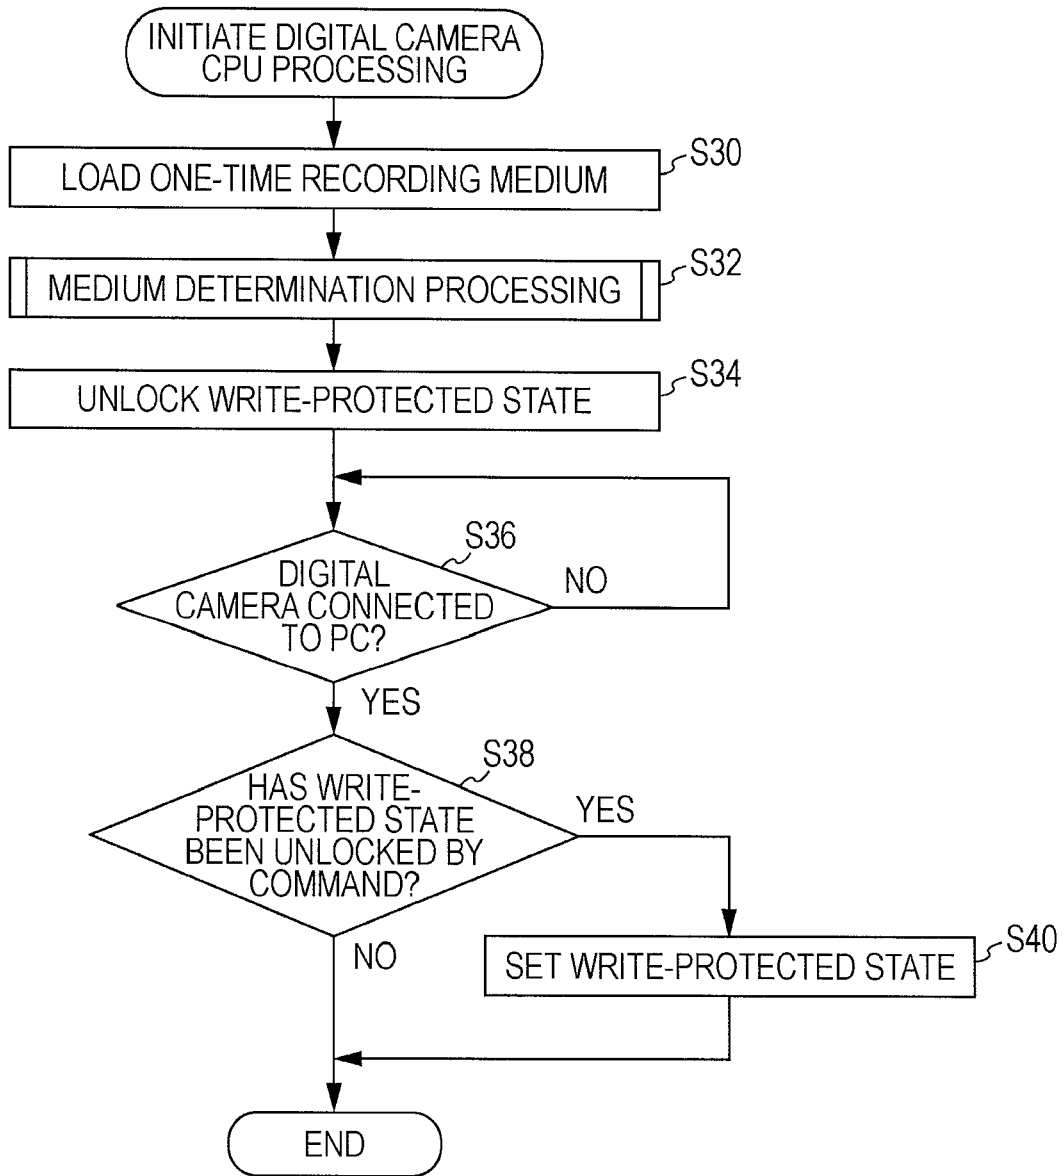 INITIATE DIGITAL CAMERA
CPU PROCESSING
S30
LOAD ONE-TIME RECORDING MEDIUM
S32
MEDIUM DETERMINATION PROCESSING
S34
UNLOCK WRITE-PROTECTED STATE
S36
DIGITAL
CAMERA CONNECTED
TO PC?
NO
YES
S38
HAS WRITE-
PROTECTED STATE
BEEN UNLOCKED BY
COMMAND?
YES
NO
S40
SET WRITE-PROTECTED STATE
END